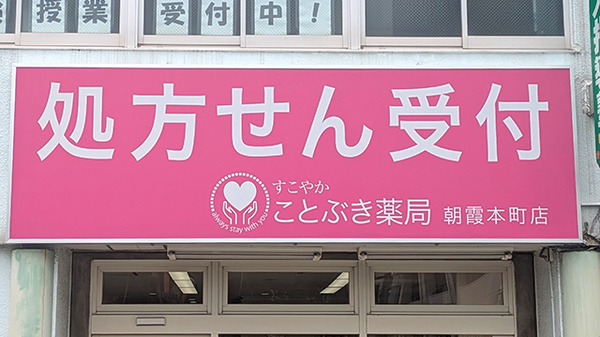 授業
受付中!
処方せん受付
always stay with you
すこやか
ことぶき薬局 朝霞本町店